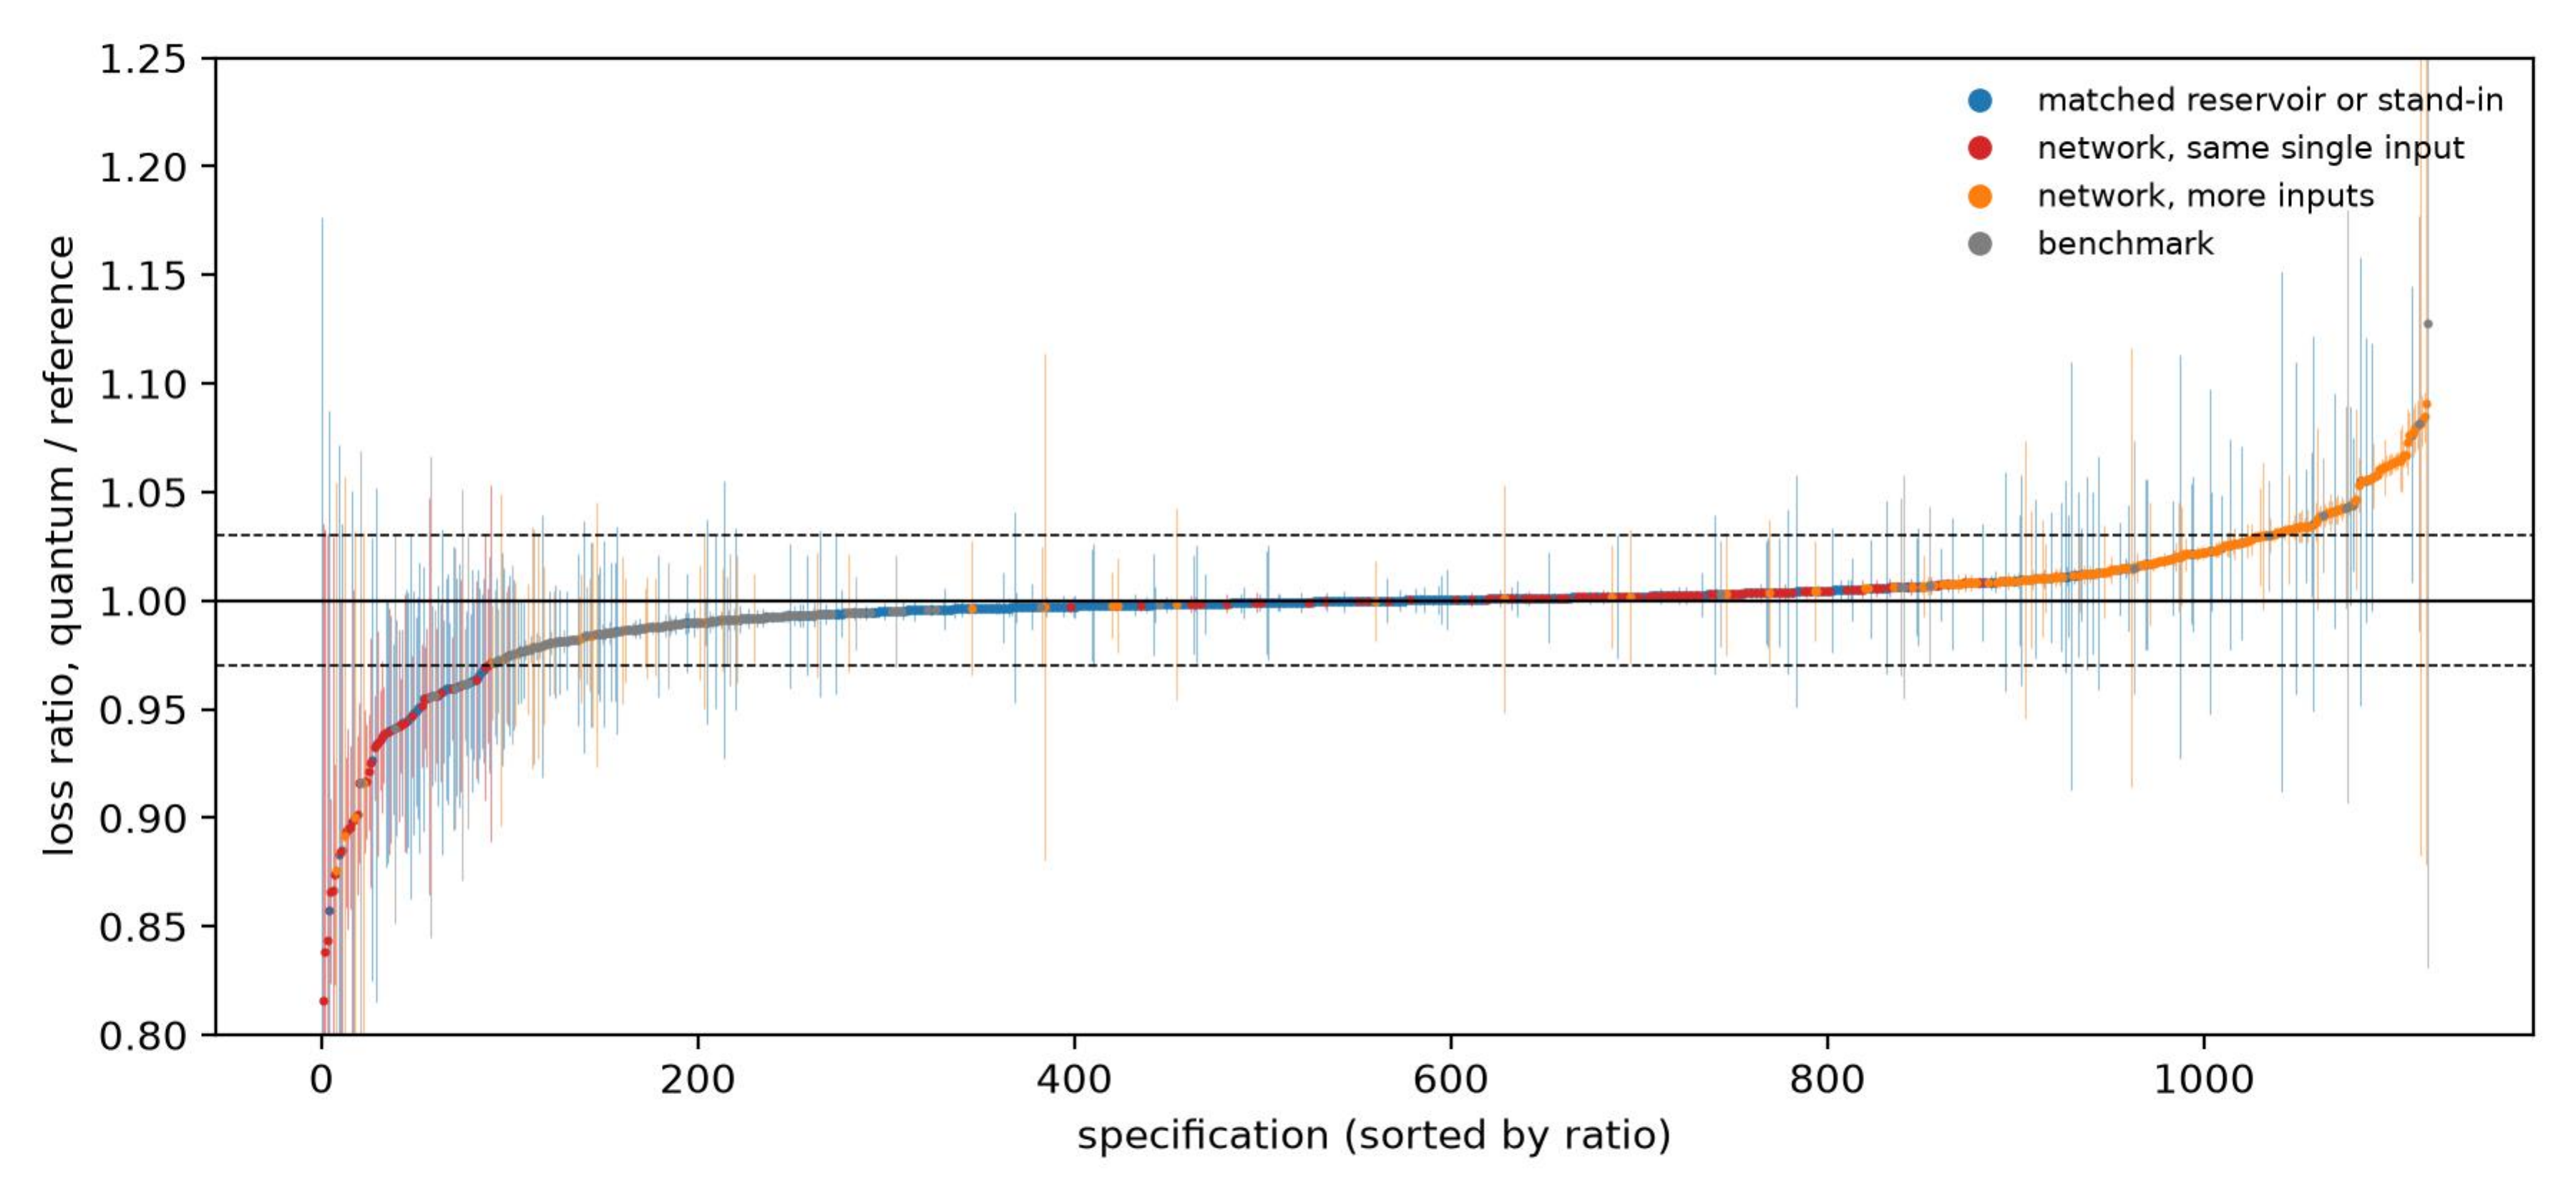 1.25
1.20
1.15
1.10
1.05
1.00
0.95
0.90
0.85
0.80
loss ratio, quantum / reference
matched reservoir or stand-in
network, same single input
network, more inputs
benchmark
0 200 400 600 800 1000
specification (sorted by ratio)